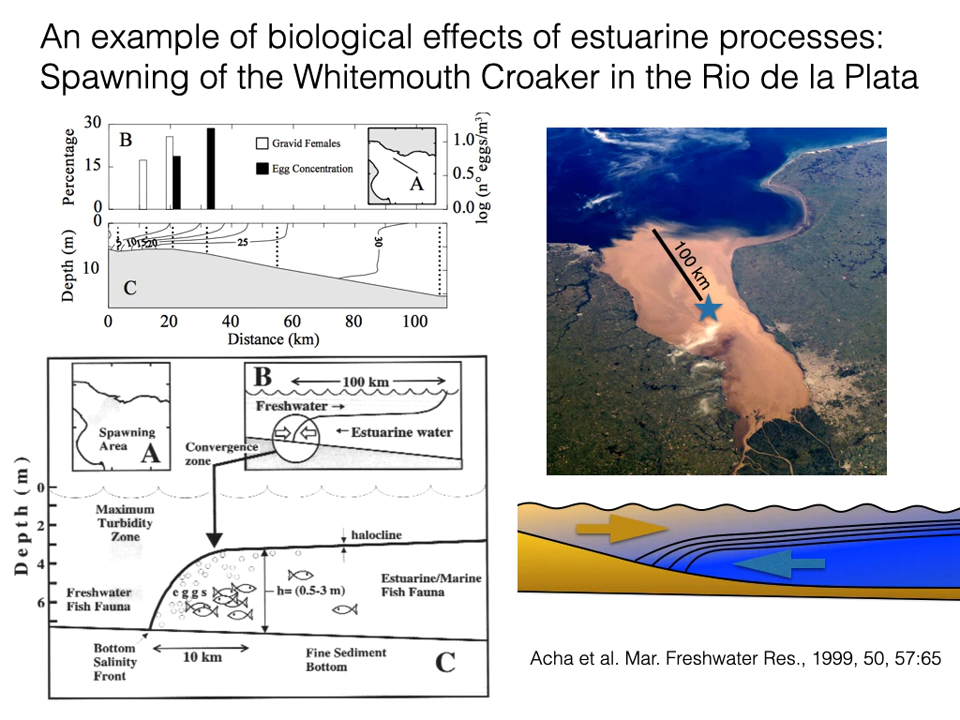 An example of biological effects of estuarine processes:
Spawning of the Whitemouth Croaker in the Rio de la Plata
30
15
0
Percentage
B
Gravid Females
Egg Concentration
A
1.0
0.5
0.0
log (n° eggs/m³)
0
10
Depth (m)
5 10 15 20
25
30
C
0 20 40 60 80 100
Distance (km)
100 km
Spawning
Area
A
B
100 km
Freshwater
Estuarine water
Convergence
zone
Depth (m)
0
2
4
6
Maximum
Turbidity
Zone
halocline
Freshwater
Fish Fauna
eggs
h= (0.5-3 m)
Estuarine/Marine
Fish Fauna
Bottom
Salinity
Front
10 km
Fine Sediment
Bottom
C
Acha et al. Mar. Freshwater Res., 1999, 50, 57:65